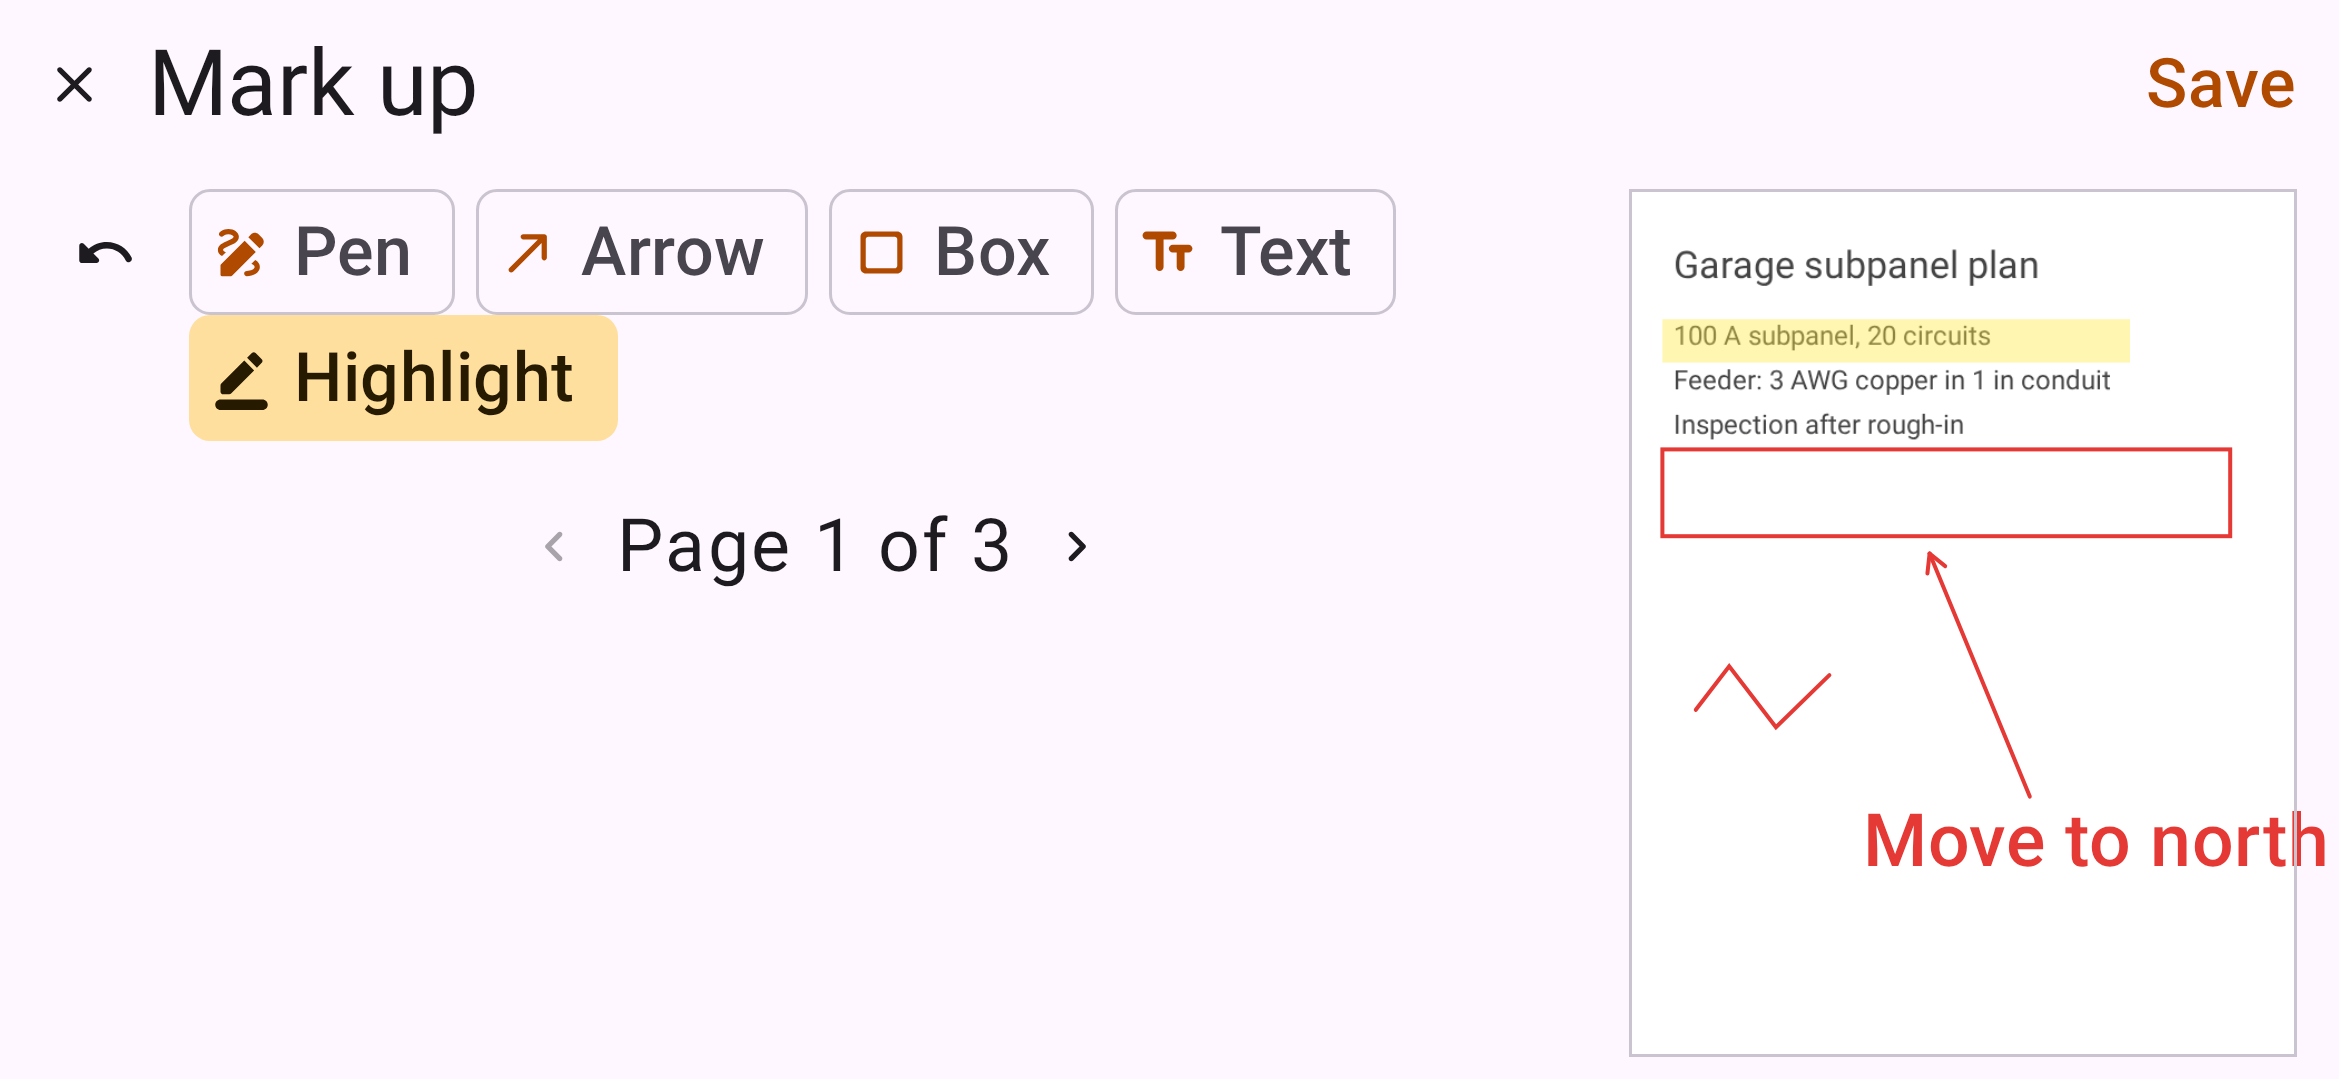 Mark up
Save
Pen
Arrow
Box
Text
Highlight
Page 1 of 3
Garage subpanel plan
100 A subpanel, 20 circuits
Feeder: 3 AWG copper in 1 in conduit
Inspection after rough-in
Move to north